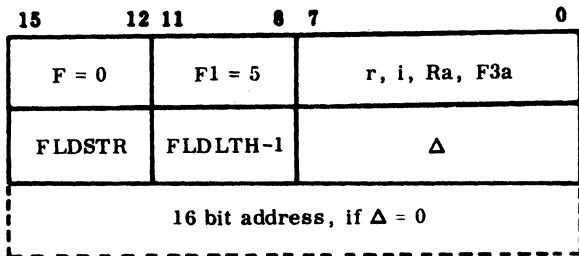 15 12 11 8 7 0
F = 0 F1 = 5 r, i, Ra, F3a
FLDSTR FLDLTH-1 Δ
16 bit address, if Δ = 0